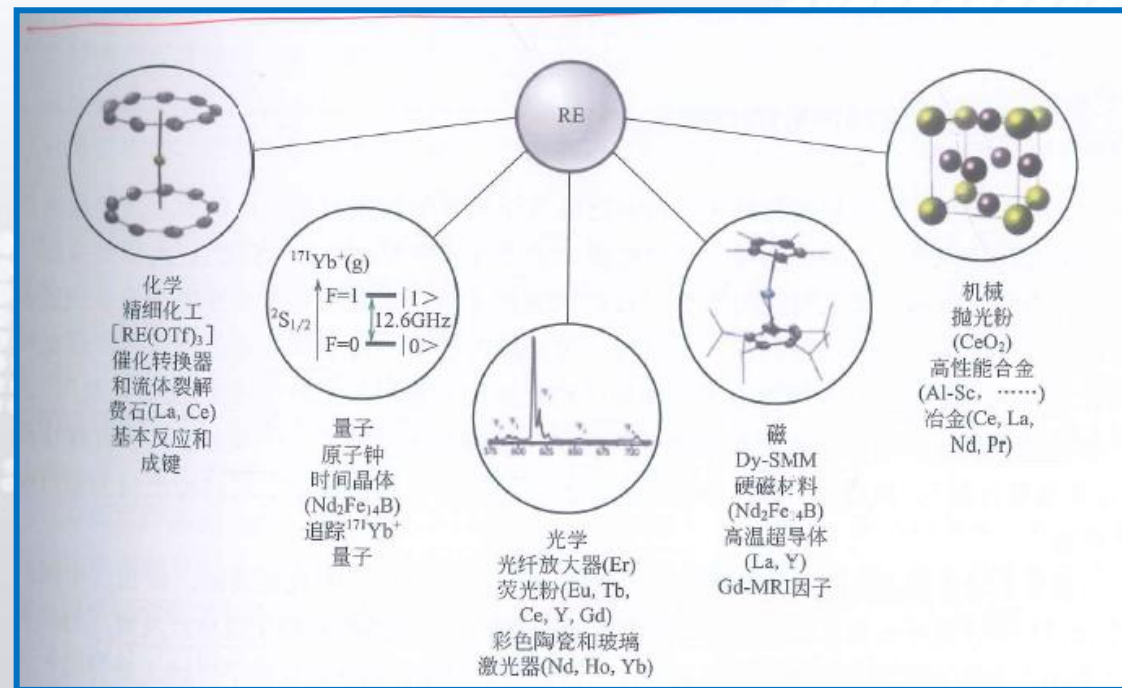 RE
化学
精细化工
[RE(OTf)₃]
催化转换器
和流体裂解
费石(La, Ce)
基本反应和
成键
¹⁷¹Yb⁺(g)
²S₁/₂
F=1
|1>
12.6GHz
F=0
|0>
量子
原子钟
时间晶体
(Nd₂Fe₁₄B)
追踪¹⁷¹Yb⁺
量子
575 600 625 650 700
光学
光纤放大器(Er)
荧光粉(Eu, Tb,
Ce, Y, Gd)
彩色陶瓷和玻璃
激光器(Nd, Ho, Yb)
磁
Dy-SMM
硬磁材料
(Nd₂Fe₁₄B)
高温超导体
(La, Y)
Gd-MRI因子
机械
抛光粉
(CeO₂)
高性能合金
(Al-Sc, ……)
冶金(Ce, La,
Nd, Pr)